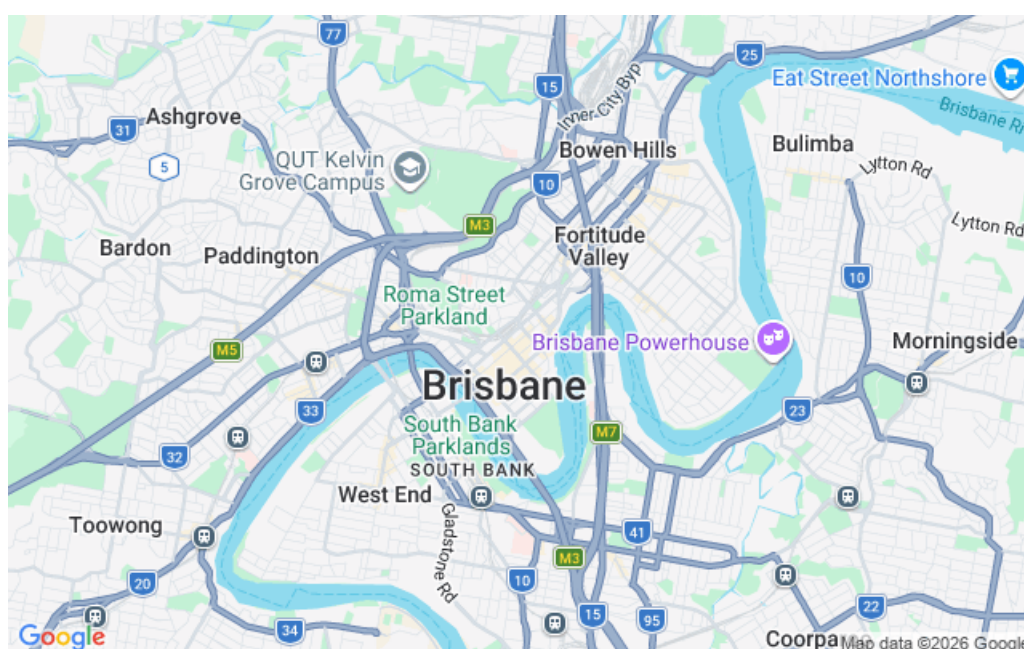 77
25
Eat Street Northshore
15
Inner City Byp
Brisbane
Ashgrove
31
Bulimba
Bowen Hills
QUT Kelvin
Grove Campus
5
10
Lytton Rd
M3
Lytton Rd
Fortitude
Valley
Bardon
Paddington
10
Roma Street
Parkland
Brisbane Powerhouse
Morningside
M5
Brisbane
33
23
South Bank
Parklands
M7
32
SOUTH BANK
West End
Toowong
Gladstone Rd
41
M3
20
10
22
15
95
34
Google
Coorpa
Map data ©2026 Google